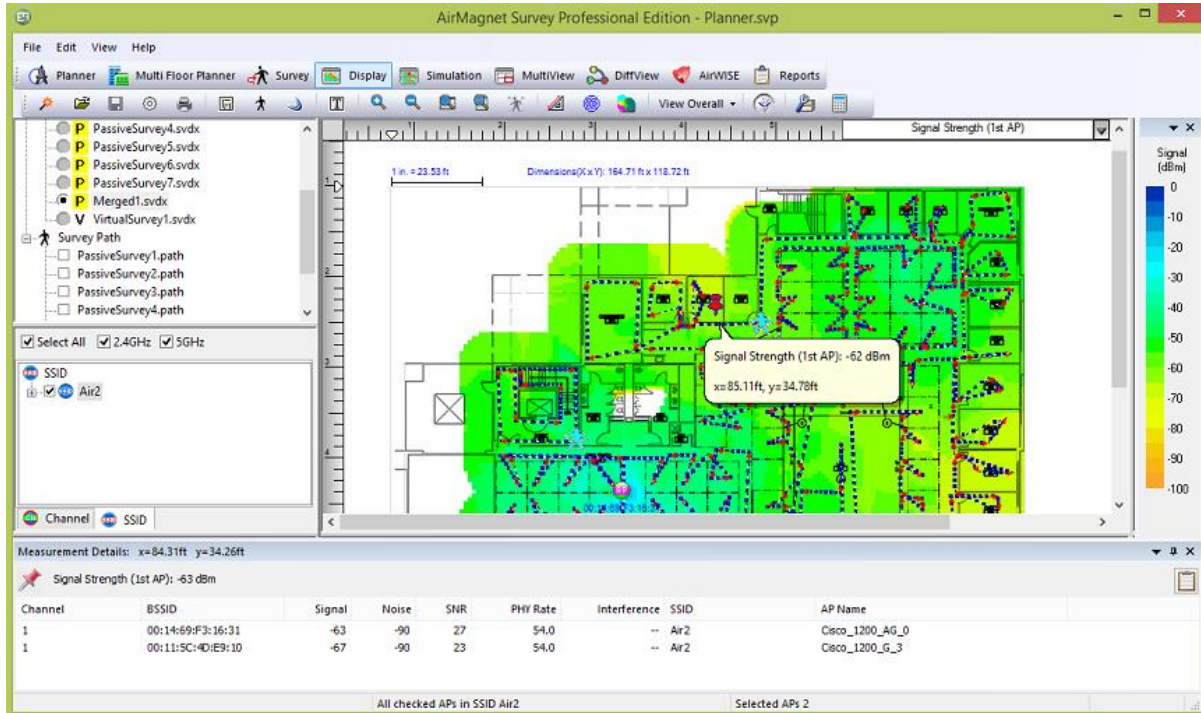 AirMagnet Survey Professional Edition - Planner.svp
File Edit View Help
Planner Multi Floor Planner Survey Display Simulation MultiView DiffView AirWISE Reports
View Overall
PassiveSurvey4.svdx
PassiveSurvey5.svdx
PassiveSurvey6.svdx
PassiveSurvey7.svdx
Merged1.svdx
VirtualSurvey1.svdx
Survey Path
PassiveSurvey1.path
PassiveSurvey2.path
PassiveSurvey3.path
PassiveSurvey4.path
Select All 2.4GHz 5GHz
SSID
Air2
Channel SSID
Signal Strength (1st AP)
1 in. = 23.53 ft Dimensions(X x Y): 164.71 ft x 118.72 ft
Signal Strength (1st AP): -62 dBm
x=85.11ft, y=34.78ft
Signal
(dBm)
0
-10
-20
-30
-40
-50
-60
-70
-80
-90
-100
Measurement Details: x=84.31ft y=34.26ft
Signal Strength (1st AP): -63 dBm
Channel BSSID Signal Noise SNR PHY Rate Interference SSID AP Name
1 00:14:69:F3:16:31 -63 -90 27 54.0 -- Air2 Cisco_1200_AG_0
1 00:11:5C:4D:E9:10 -67 -90 23 54.0 -- Air2 Cisco_1200_G_3
All checked APs in SSID Air2 Selected APs 2